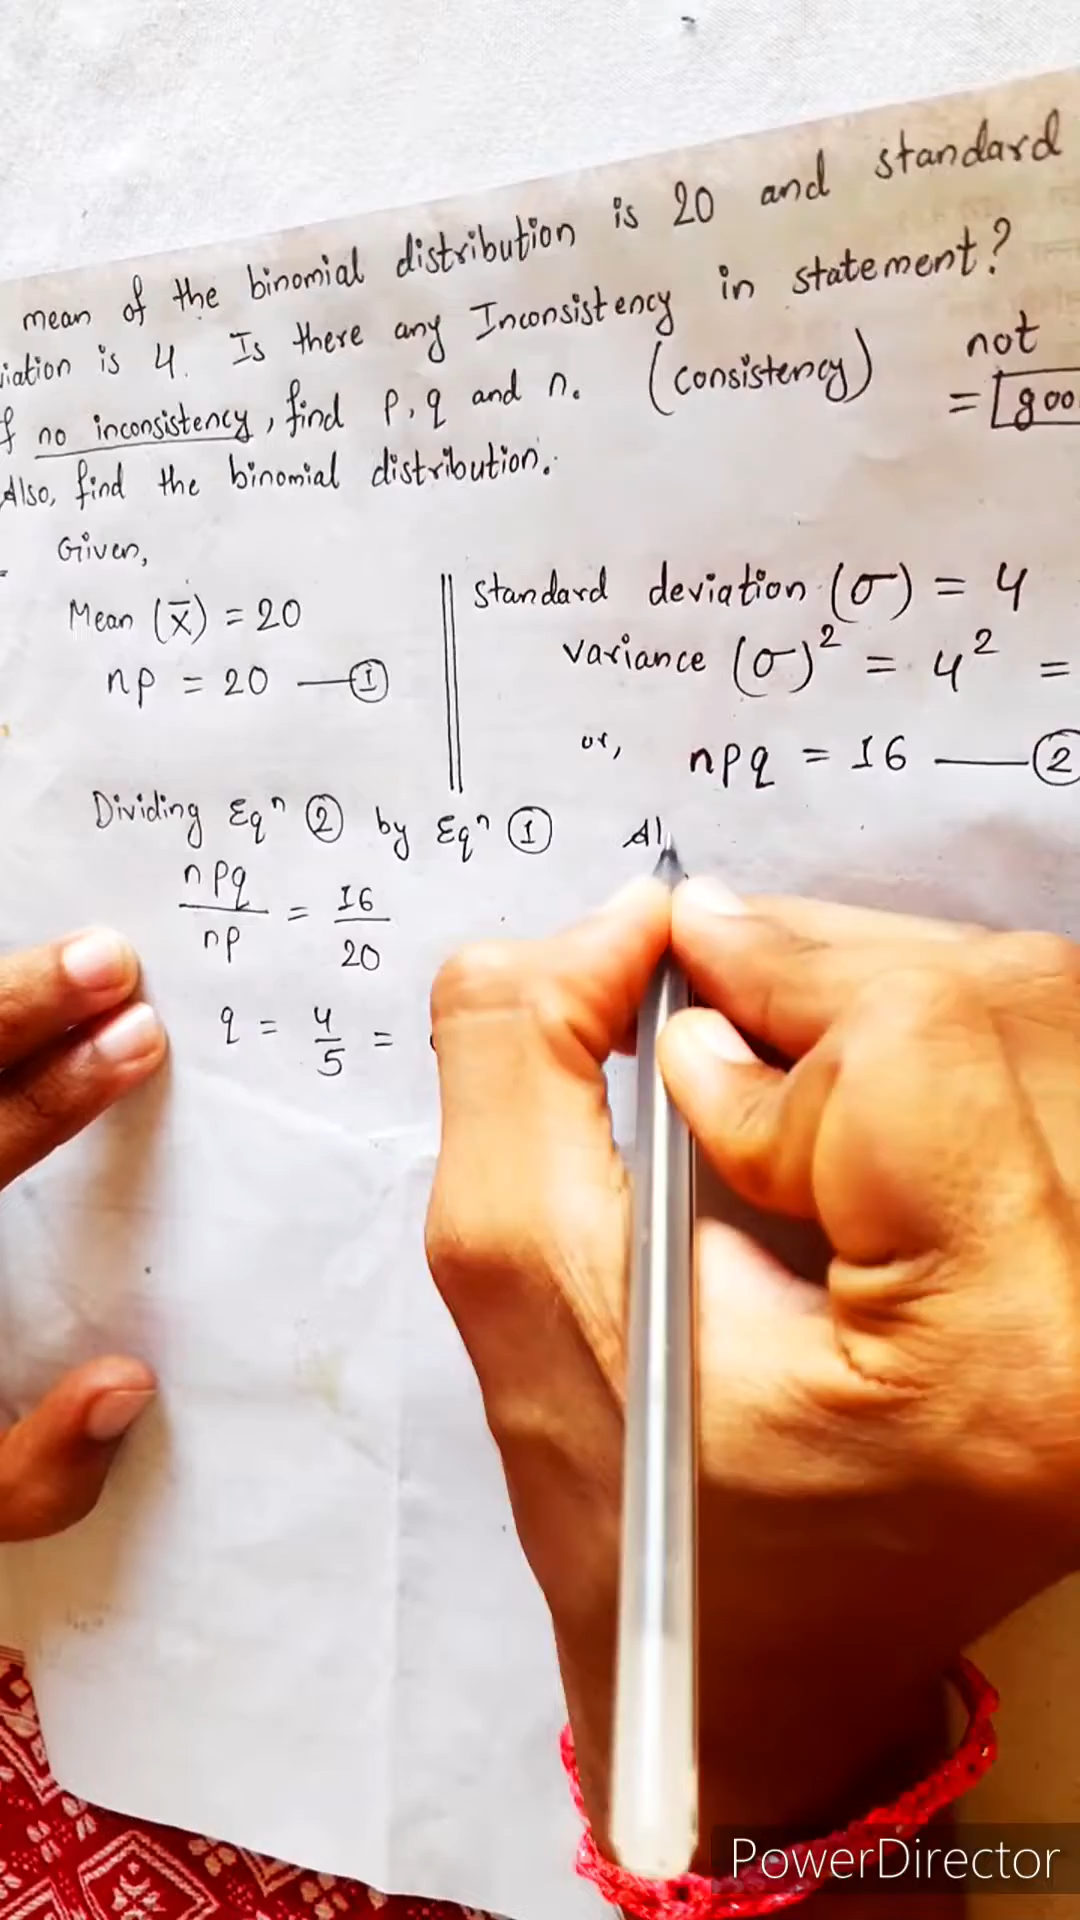 mean of the binomial distribution is 20 and standard
iation is 4. Is there any Inconsistency in statement?
f no inconsistency, find p, q and n. (consistency) not
= goo
Also, find the binomial distribution.
Given,
Mean (x̄) = 20
np = 20 —①
standard deviation (σ) = 4
variance (σ)² = 4² =
or, npq = 16 —②
Dividing Eqⁿ ② by Eqⁿ ① Al
npq/np = 16/20
q = 4/5 =
PowerDirector